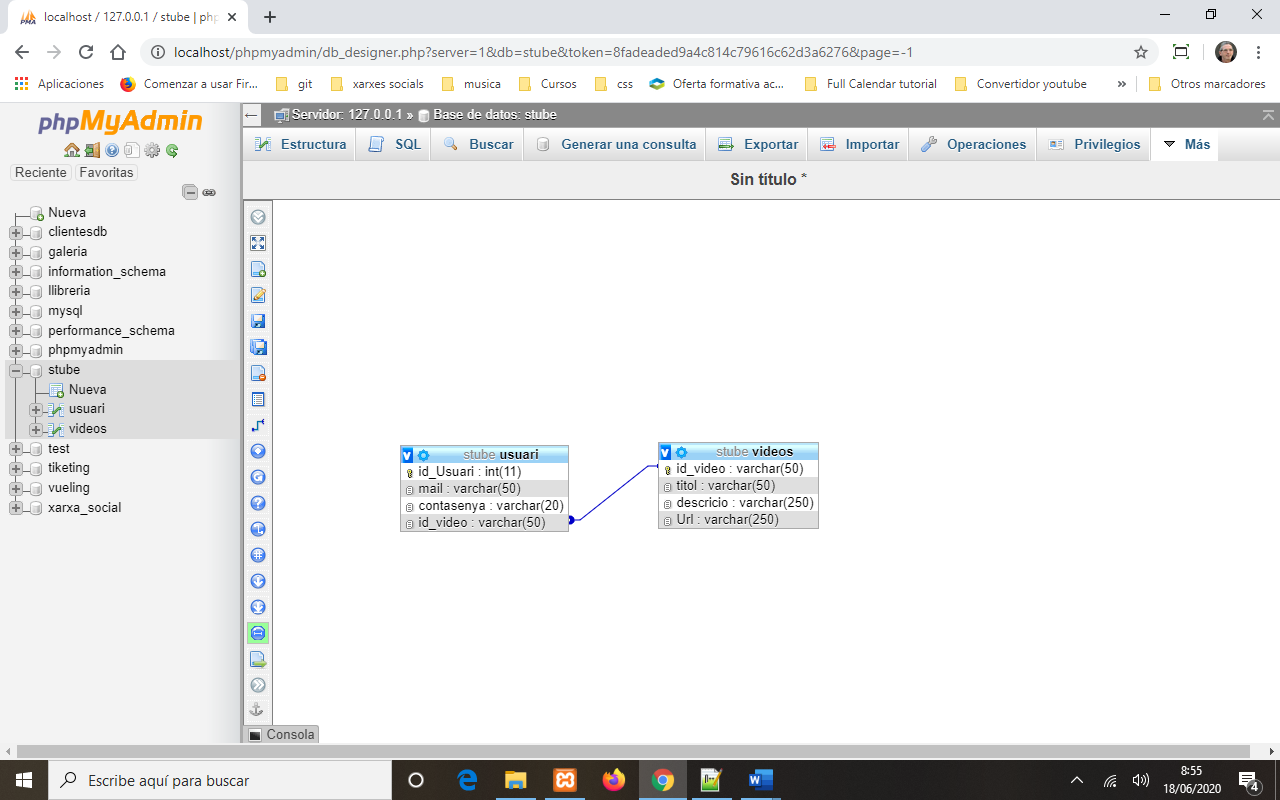 localhost / 127.0.0.1 / stube | php
localhost/phpmyadmin/db_designer.php?server=1&db=stube&token=8fadeaded9a4c814c79616c62d3a6276&page=-1
Aplicaciones Comenzar a usar Fir... git xarxes socials musica Cursos css Oferta formativa ac... Full Calendar tutorial Convertidor youtube » Otros marcadores
phpMyAdmin
Reciente Favoritas
Nueva
clientesdb
galeria
information_schema
llibreria
mysql
performance_schema
phpmyadmin
stube
Nueva
usuari
videos
test
tiketing
vueling
xarxa_social
Servidor: 127.0.0.1 » Base de datos: stube
Estructura SQL Buscar Generar una consulta Exportar Importar Operaciones Privilegios Más
Sin título *
stube usuari
id_Usuari : int(11)
mail : varchar(50)
contasenya : varchar(20)
id_video : varchar(50)
stube videos
id_video : varchar(50)
titol : varchar(50)
descricio : varchar(250)
Url : varchar(250)
Consola
Escribe aquí para buscar
8:55
18/06/2020
4